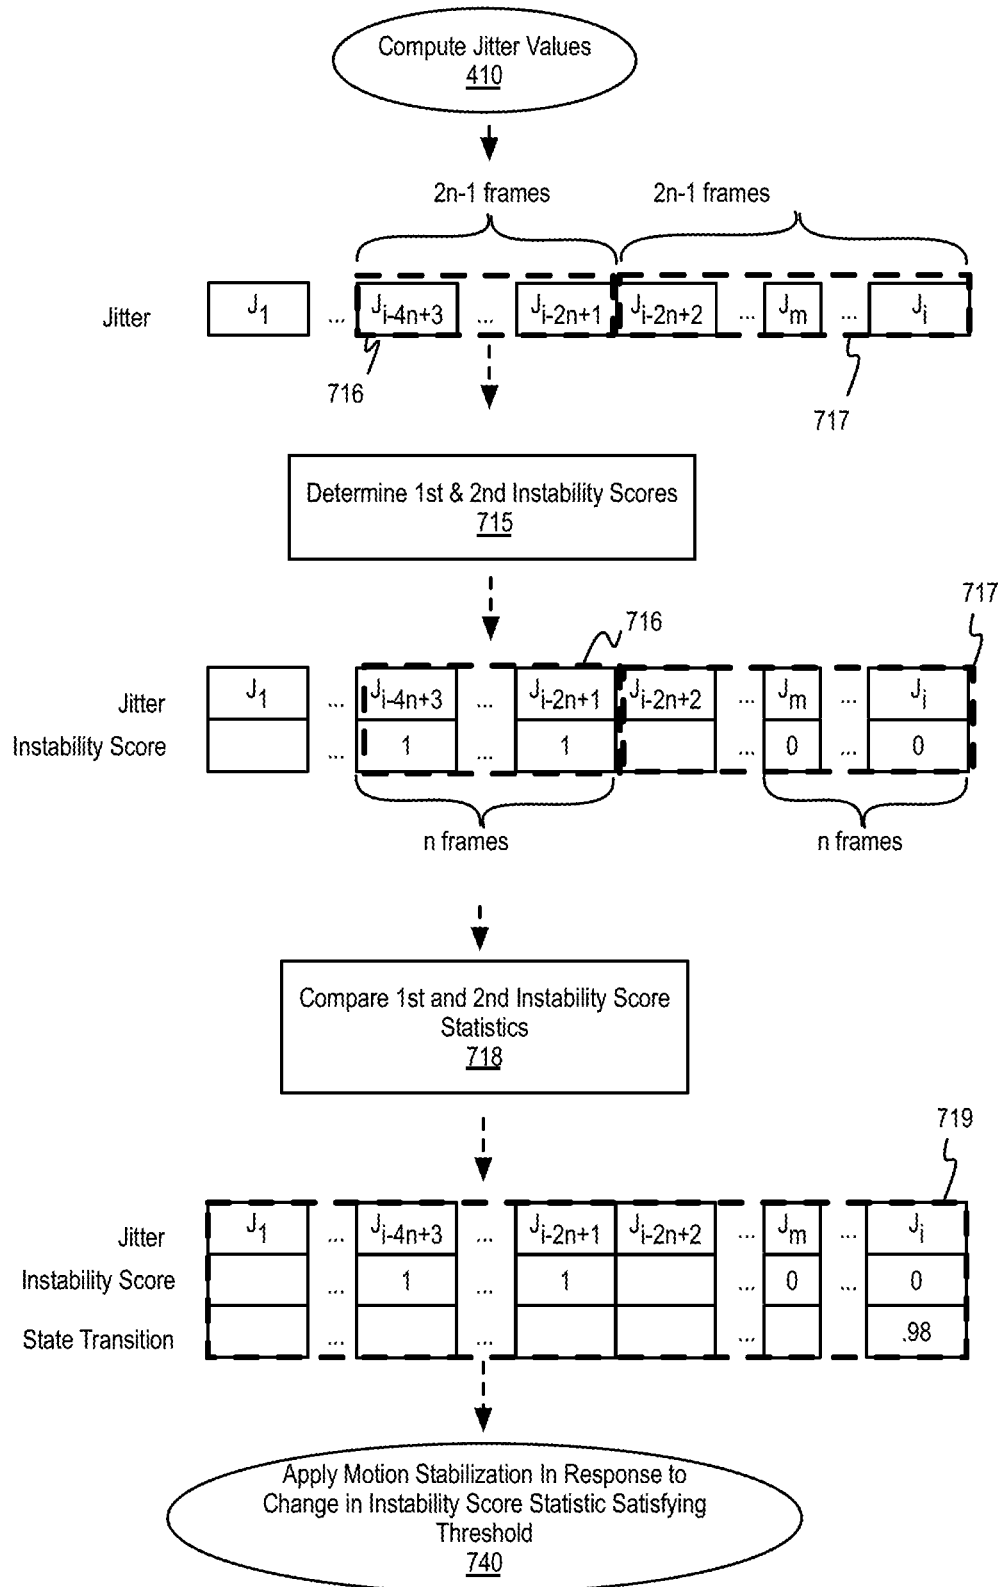 Compute Jitter Values
410
2n-1 frames 2n-1 frames
Jitter J1 ... Ji-4n+3 ... Ji-2n+1 Ji-2n+2 ... Jm ... Ji
716
717
Determine 1st & 2nd Instability Scores
715
717
716
Jitter J1 ... Ji-4n+3 ... Ji-2n+1 Ji-2n+2 ... Jm ... Ji
Instability Score ... 1 ... 1 ... 0 ... 0
n frames n frames
Compare 1st and 2nd Instability Score
Statistics
718
719
Jitter J1 ... Ji-4n+3 ... Ji-2n+1 Ji-2n+2 ... Jm ... Ji
Instability Score ... 1 ... 1 ... 0 ... 0
State Transition ... ... ... .98
Apply Motion Stabilization In Response to
Change in Instability Score Statistic Satisfying
Threshold
740